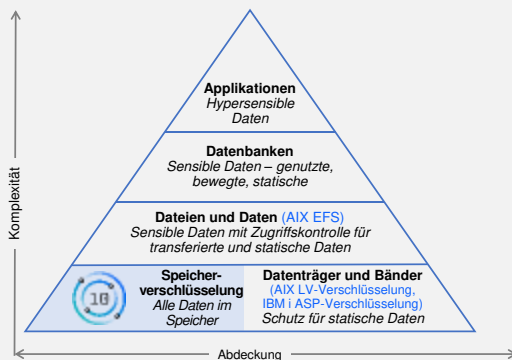 Komplexität
Applikationen
Hypersensible
Daten
Datenbanken
Sensible Daten – genutzte,
bewegte, statische
Dateien und Daten (AIX EFS)
Sensible Daten mit Zugriffskontrolle für
transferierte und statische Daten
10
Speicher-
verschlüsselung
Alle Daten im
Speicher
Datenträger und Bänder
(AIX LV-Verschlüsselung,
IBM i ASP-Verschlüsselung)
Schutz für statische Daten
Abdeckung